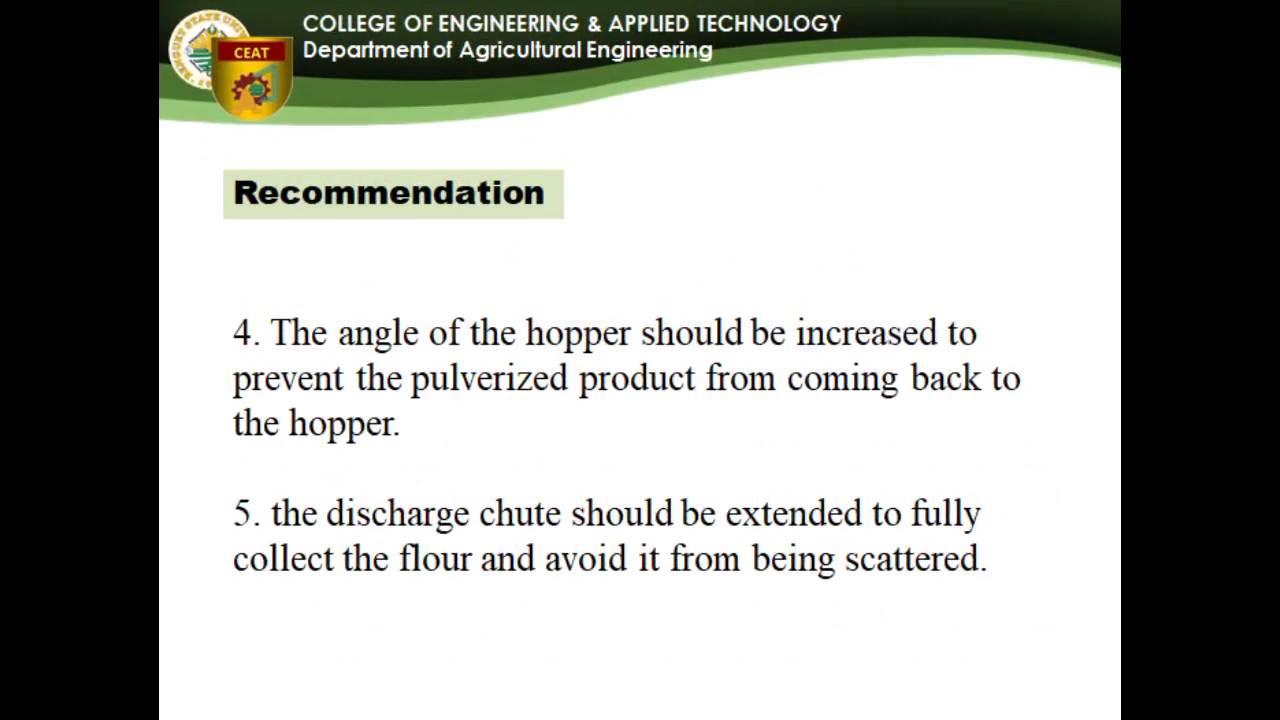 COLLEGE OF ENGINEERING & APPLIED TECHNOLOGY
Department of Agricultural Engineering
CEAT
Recommendation
4. The angle of the hopper should be increased to
prevent the pulverized product from coming back to
the hopper.
5. the discharge chute should be extended to fully
collect the flour and avoid it from being scattered.